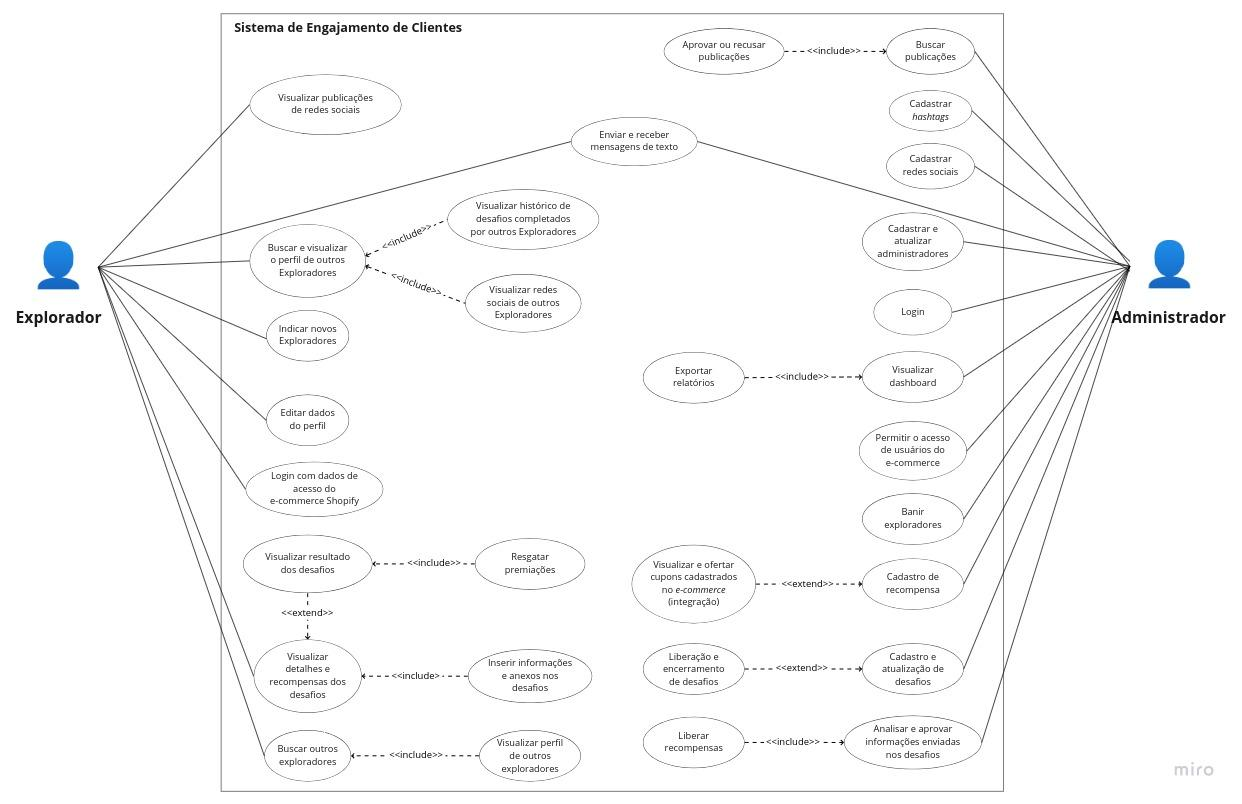 Sistema de Engajamento de Clientes
Aprovar ou recusar
publicações
<<include>>
Buscar
publicações
Visualizar publicações
de redes sociais
Cadastrar
hashtags
Enviar e receber
mensagens de texto
Cadastrar
redes sociais
Visualizar histórico de
desafios completados
por outros Exploradores
<<include>>
Buscar e visualizar
o perfil de outros
Exploradores
Cadastrar e
atualizar
administradores
<<include>>
Visualizar redes
sociais de outros
Exploradores
Explorador
Administrador
Login
Indicar novos
Exploradores
Exportar
relatórios
<<include>>
Visualizar
dashboard
Editar dados
do perfil
Permitir o acesso
de usuários do
e-commerce
Login com dados de
acesso do
e-commerce Shopify
Banir
exploradores
Visualizar resultado
dos desafios
<<include>>
Resgatar
premiações
Visualizar e ofertar
cupons cadastrados
no e-commerce
(integração)
<<extend>>
Cadastro de
recompensa
<<extend>>
Visualizar
detalhes e
recompensas dos
desafios
<<include>
Inserir informações
e anexos nos
desafios
Liberação e
encerramento
de desafios
<<extend>>
Cadastro e
atualização de
desafios
Buscar outros
exploradores
<<include>>
Visualizar perfil
de outros
exploradores
Liberar
recompensas
<<include>>
Analisar e aprovar
informações enviadas
nos desafios
miro